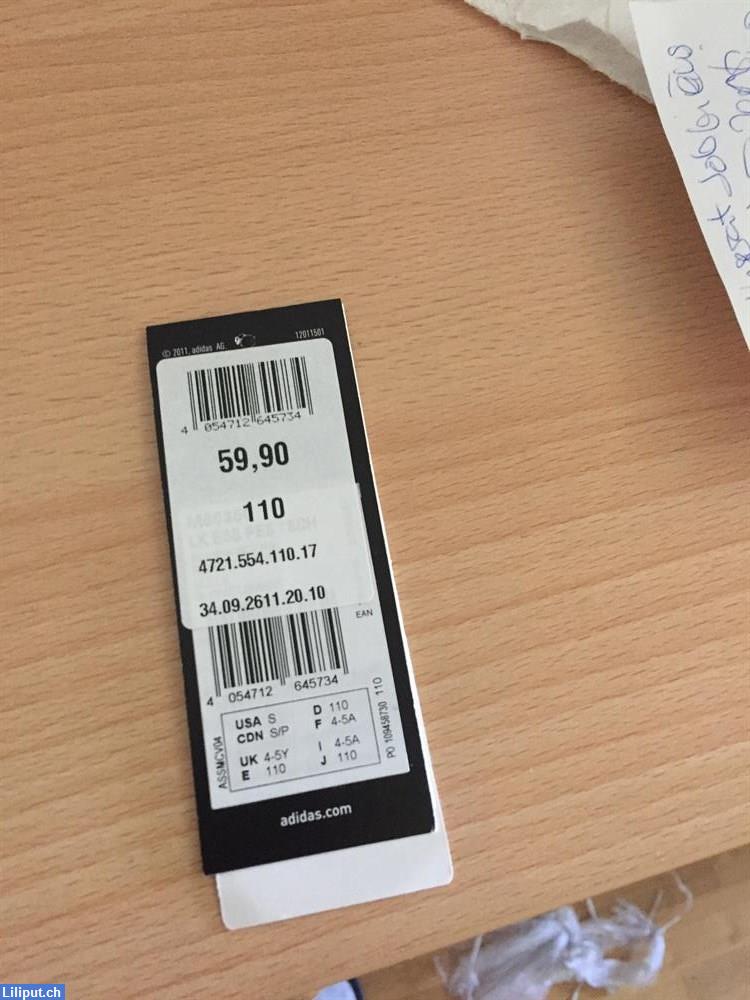 © 2011, adidas AG.
12011501
4 054712 645734
59,90
110
4721.554.110.17
34.09.2611.20.10
EAN
4 054712 645734
USA S D 110
CDN S/P F 4-5A
UK 4-5Y I 4-5A
E 110 J 110
ASSMCV04
PO 109458730 110
adidas.com
Liliput.ch